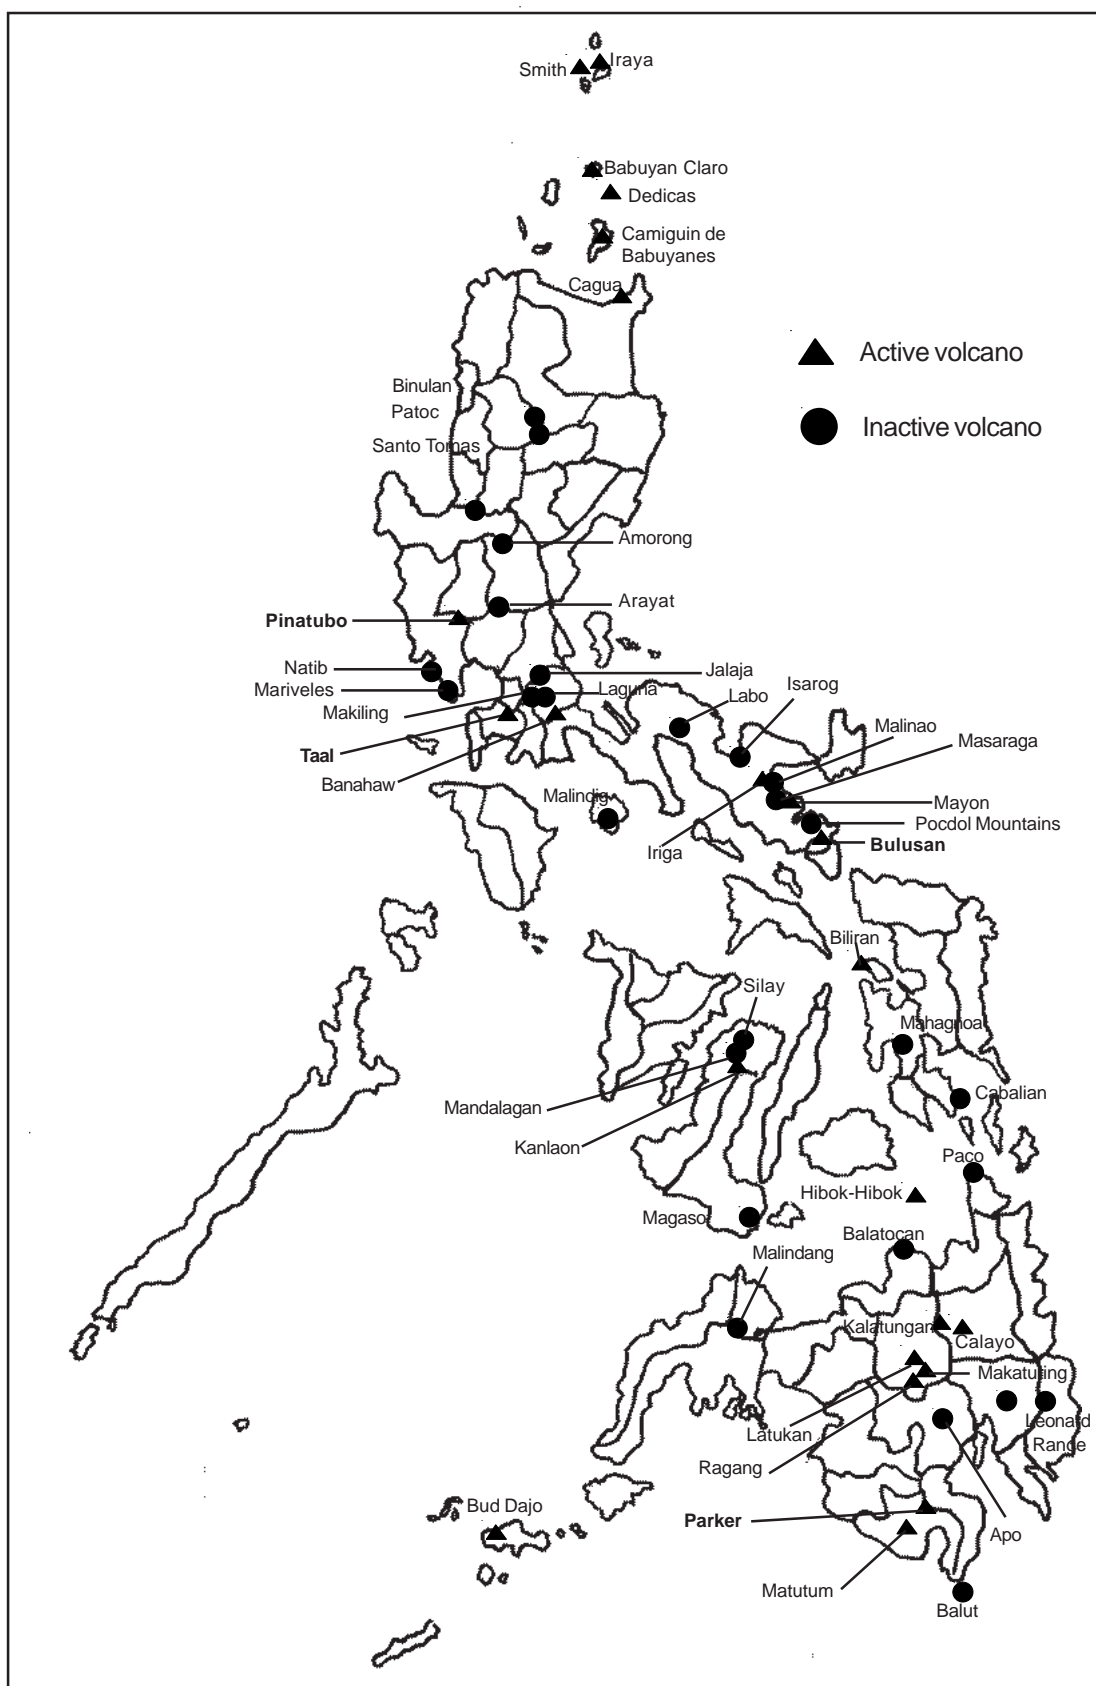 Iraya
Smith
Babuyan Claro
Dedicas
Camiguin de
Babuyanes
Cagua
Active volcano
Binulan
Patoc
Inactive volcano
Santo Tomas
Amorong
Arayat
Pinatubo
Natib
Jalaja
Isarog
Mariveles
Laguna
Labo
Makiling
Malinao
Masaraga
Taal
Banahaw
Malindig
Mayon
Pocdol Mountains
Iriga
Bulusan
Biliran
Silay
Mahagnoa
Cabalian
Mandalagan
Kanlaon
Paco
Hibok-Hibok
Magaso
Balatocan
Malindang
Kalatungan
Calayo
Makaturing
Latukan
Leonard
Range
Ragang
Bud Dajo
Parker
Apo
Matutum
Balut